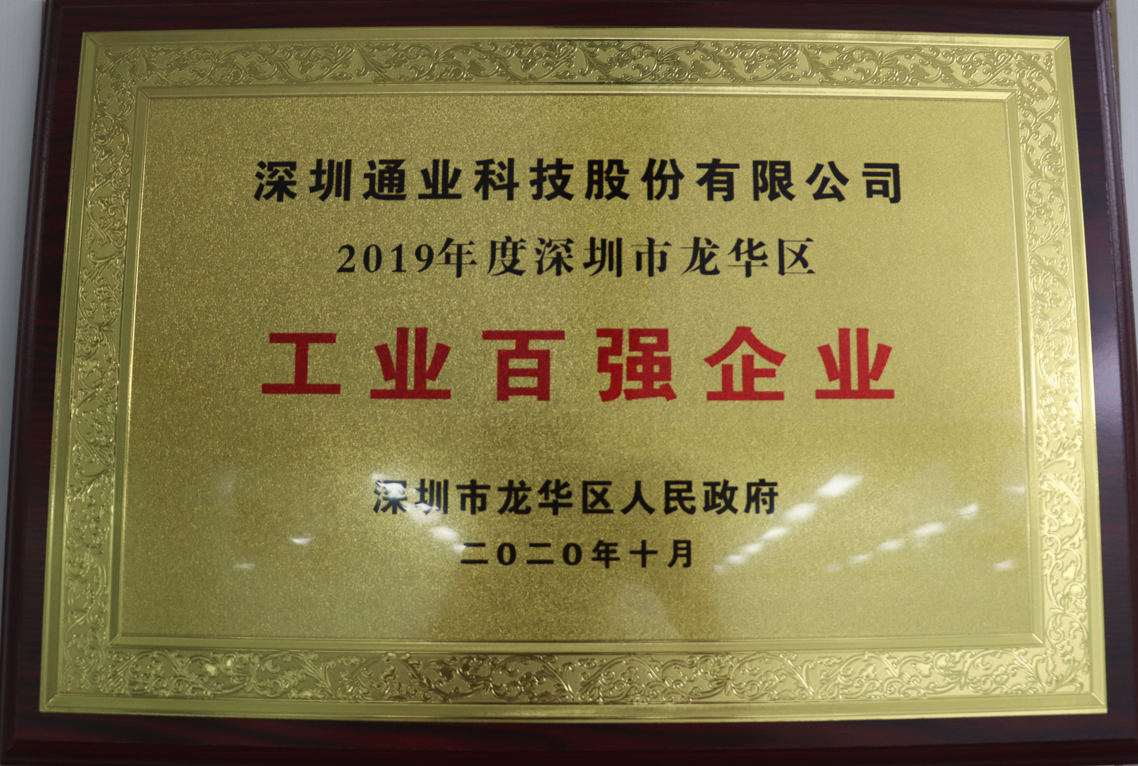 深圳通业科技股份有限公司
2019年度深圳市龙华区
工业百强企业
深圳市龙华区人民政府
二0二0年十月